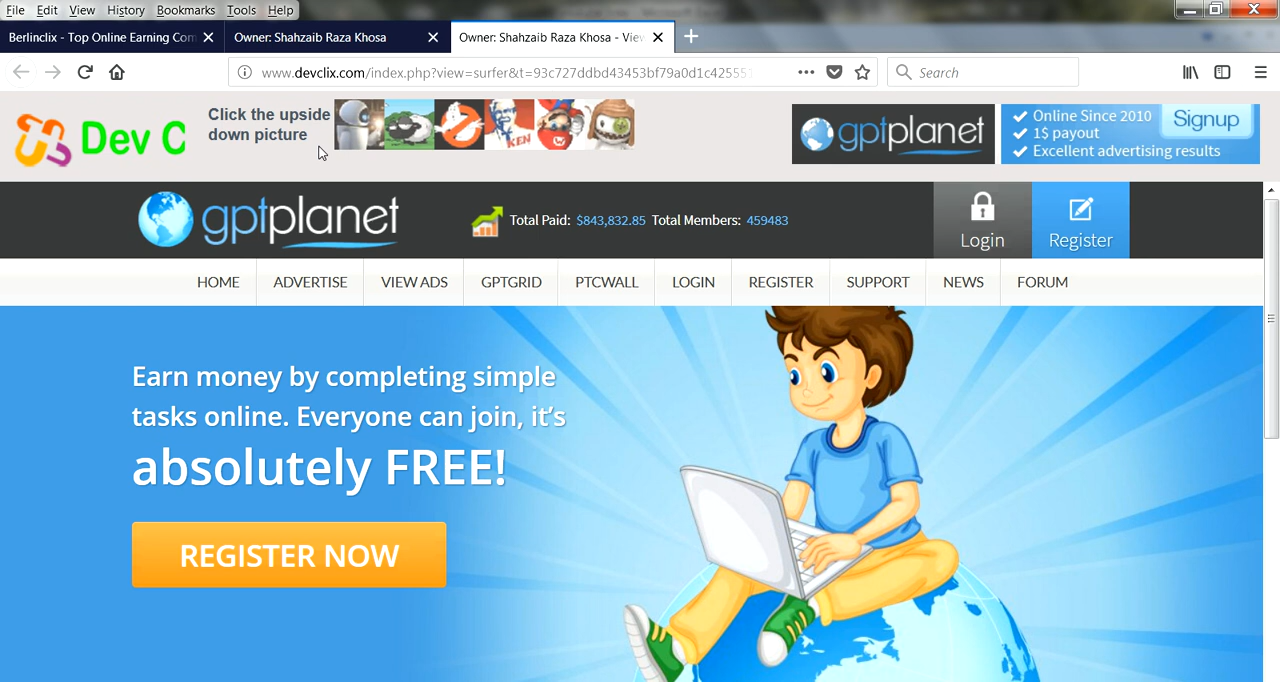 File Edit View History Bookmarks Tools Help
Berlinclix - Top Online Earning Com
Owner: Shahzaib Raza Khosa
Owner: Shahzaib Raza Khosa - View
www.devclix.com/index.php?view=surfer&t=93c727ddbd43453bf79a0d1c425551
Search
Dev C
Click the upside
down picture
KEN
gptplanet
Online Since 2010
1$ payout
Excellent advertising results
Signup
gptplanet
Total Paid: $843,832.85 Total Members: 459483
Login
Register
HOME ADVERTISE VIEW ADS GPTGRID PTCWALL LOGIN REGISTER SUPPORT NEWS FORUM
Earn money by completing simple
tasks online. Everyone can join, it’s
absolutely FREE!
REGISTER NOW